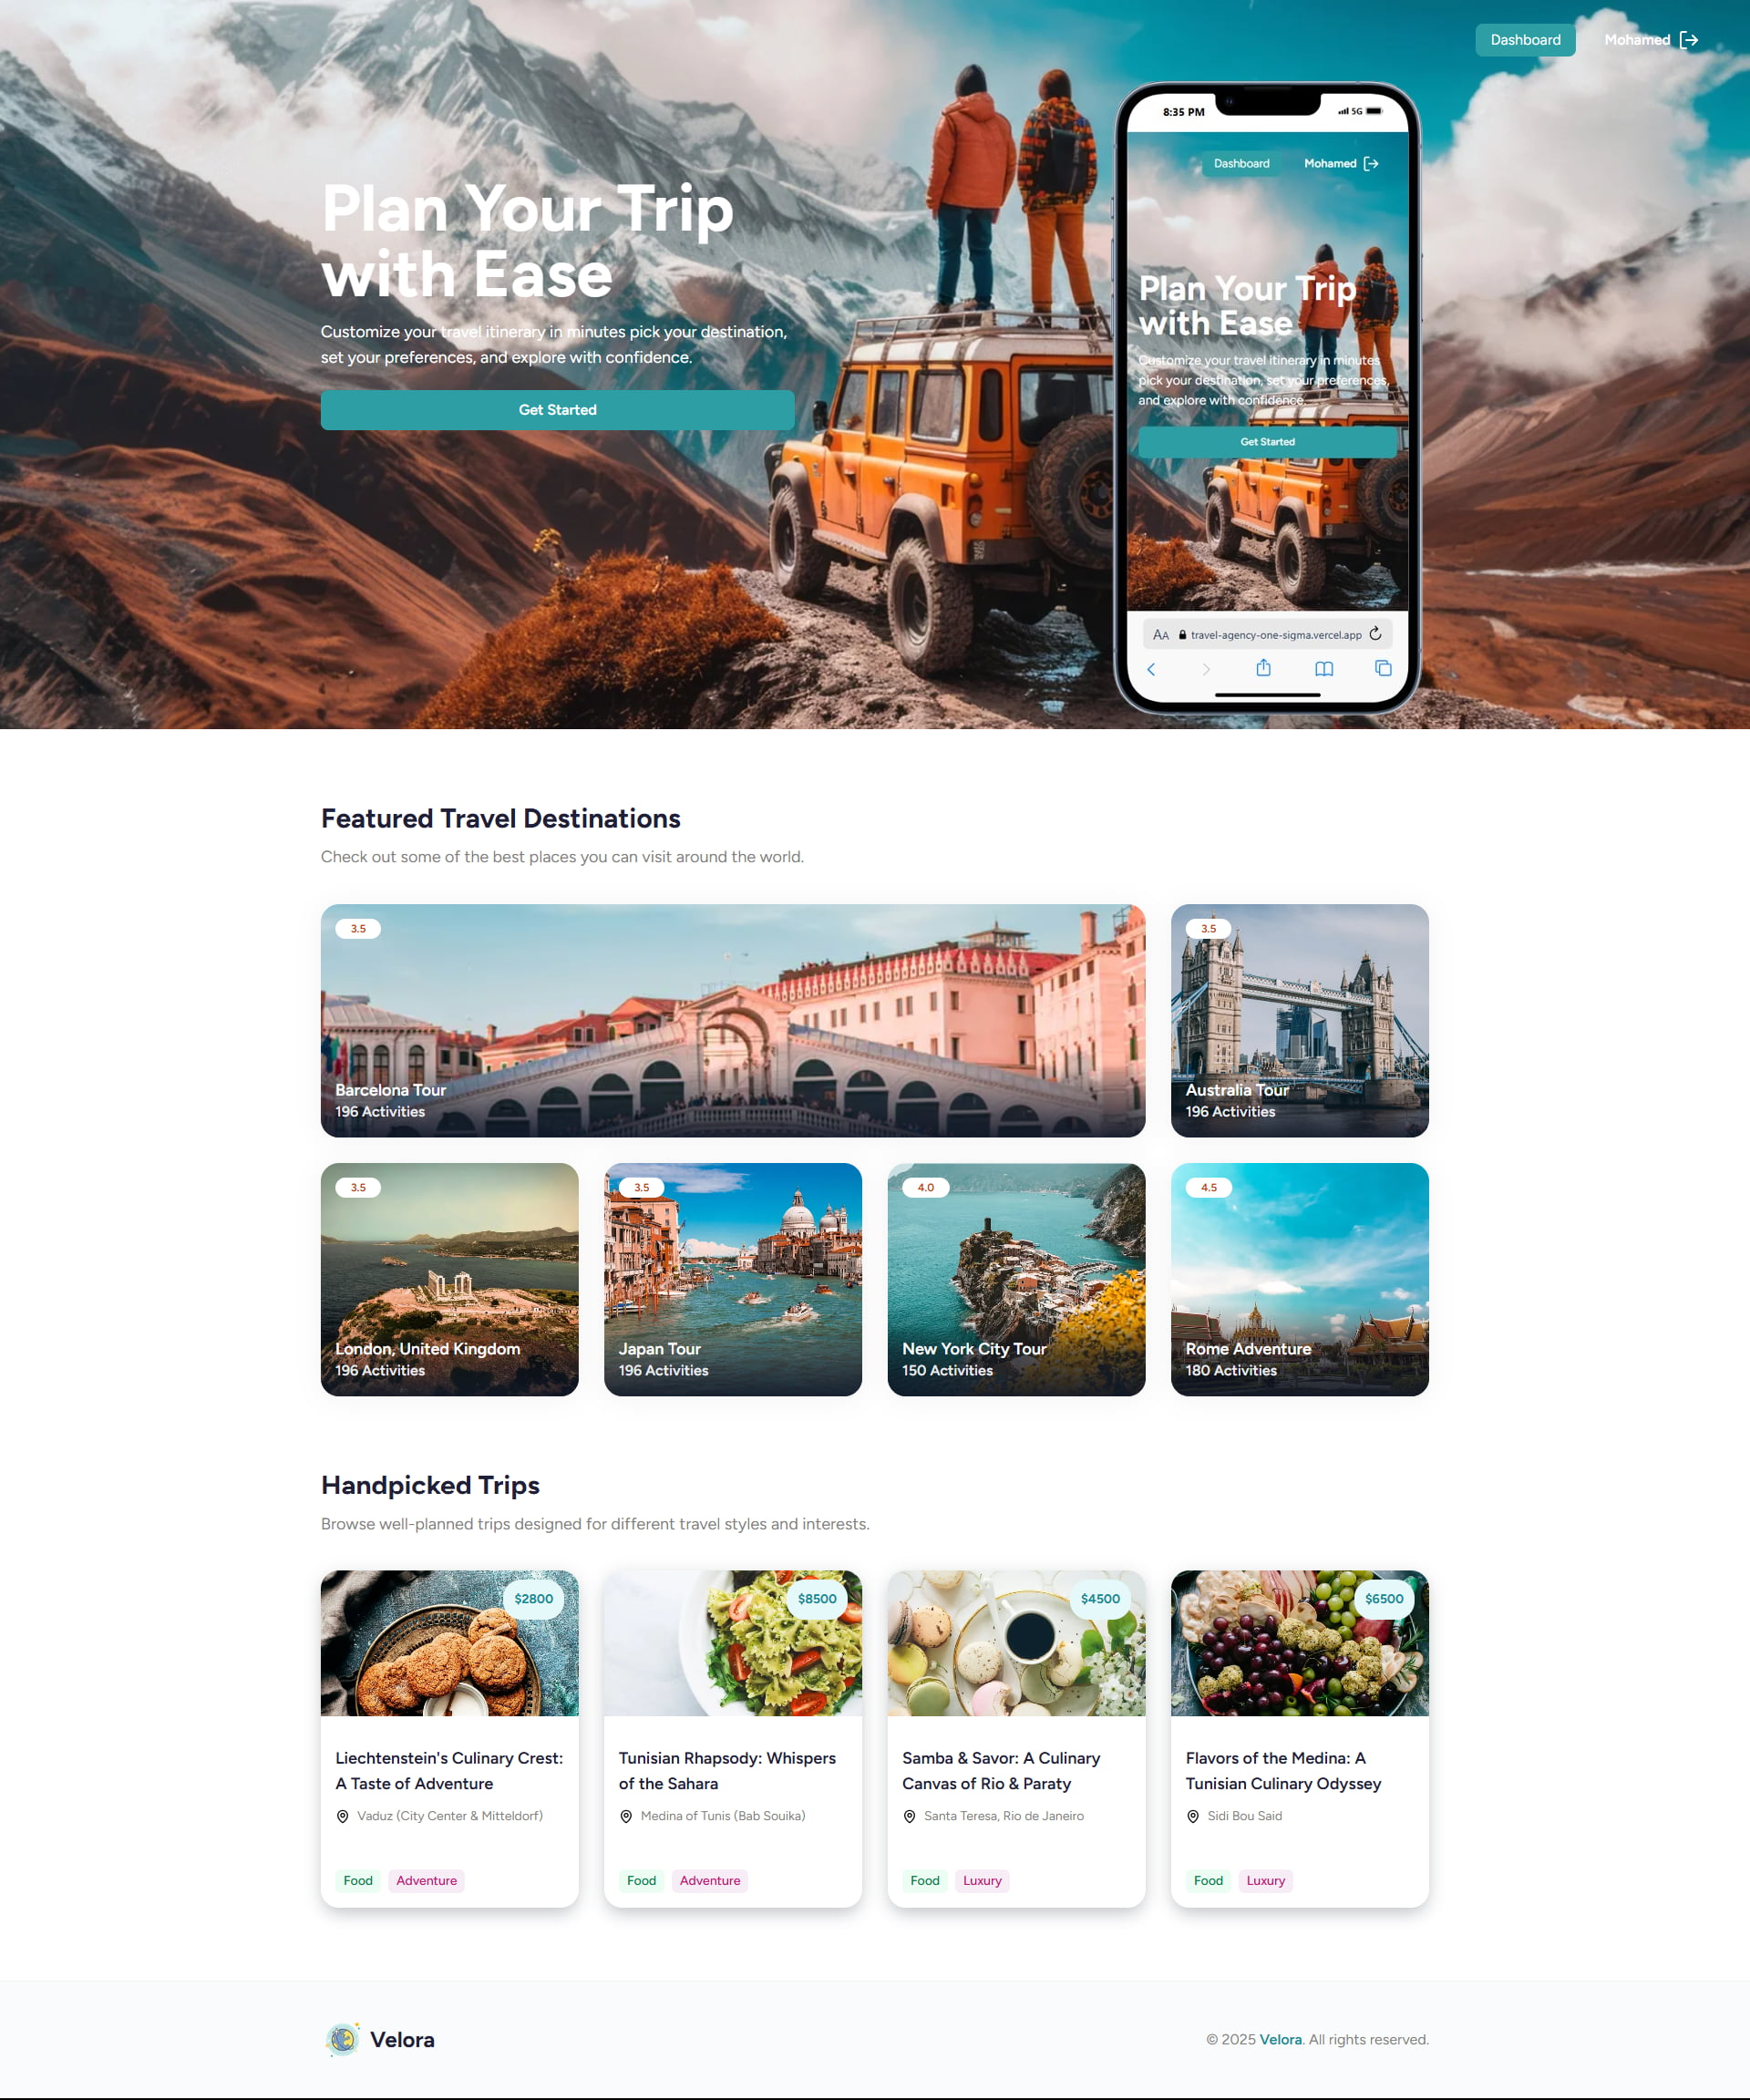 Dashboard
Mohamed
8:35 PM
5G
Dashboard
Mohamed
Plan Your Trip
with Ease
Customize your travel itinerary in minutes pick your destination,
set your preferences, and explore with confidence.
Get Started
Plan Your Trip
with Ease
Customize your travel itinerary in minutes
pick your destination, set your preferences,
and explore with confidence.
Get Started
AA travel-agency-one-sigma.vercel.app
Featured Travel Destinations
Check out some of the best places you can visit around the world.
3.5
Barcelona Tour
196 Activities
3.5
Australia Tour
196 Activities
3.5
London, United Kingdom
196 Activities
3.5
Japan Tour
196 Activities
4.0
New York City Tour
150 Activities
4.5
Rome Adventure
180 Activities
Handpicked Trips
Browse well-planned trips designed for different travel styles and interests.
$2800
Liechtenstein's Culinary Crest:
A Taste of Adventure
Vaduz (City Center & Mitteldorf)
Food Adventure
$8500
Tunisian Rhapsody: Whispers
of the Sahara
Medina of Tunis (Bab Souika)
Food Adventure
$4500
Samba & Savor: A Culinary
Canvas of Rio & Paraty
Santa Teresa, Rio de Janeiro
Food Luxury
$6500
Flavors of the Medina: A
Tunisian Culinary Odyssey
Sidi Bou Said
Food Luxury
Velora
© 2025 Velora. All rights reserved.